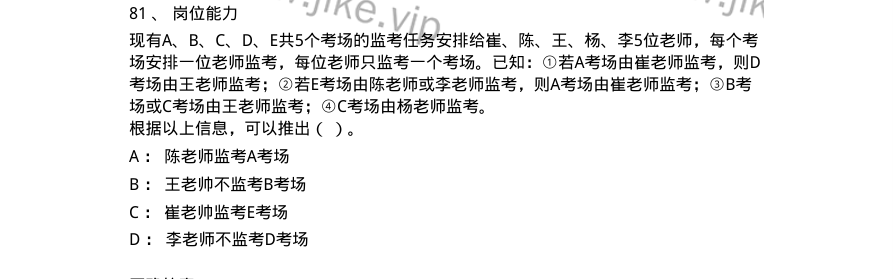 .jike.vip
81 、 岗位能力
现有A、B、C、D、E共5个考场的监考任务安排给崔、陈、王、杨、李5位老师，每个考
场安排一位老师监考，每位老师只监考一个考场。已知：①若A考场由崔老师监考，则D
考场由王老师监考；②若E考场由陈老师或李老师监考，则A考场由崔老师监考；③B考
场或C考场由王老师监考；④C考场由杨老师监考。
根据以上信息，可以推出（ ）。
A ： 陈老师监考A考场
B ： 王老帅不监考B考场
C ： 崔老帅监考E考场
D ： 李老师不监考D考场